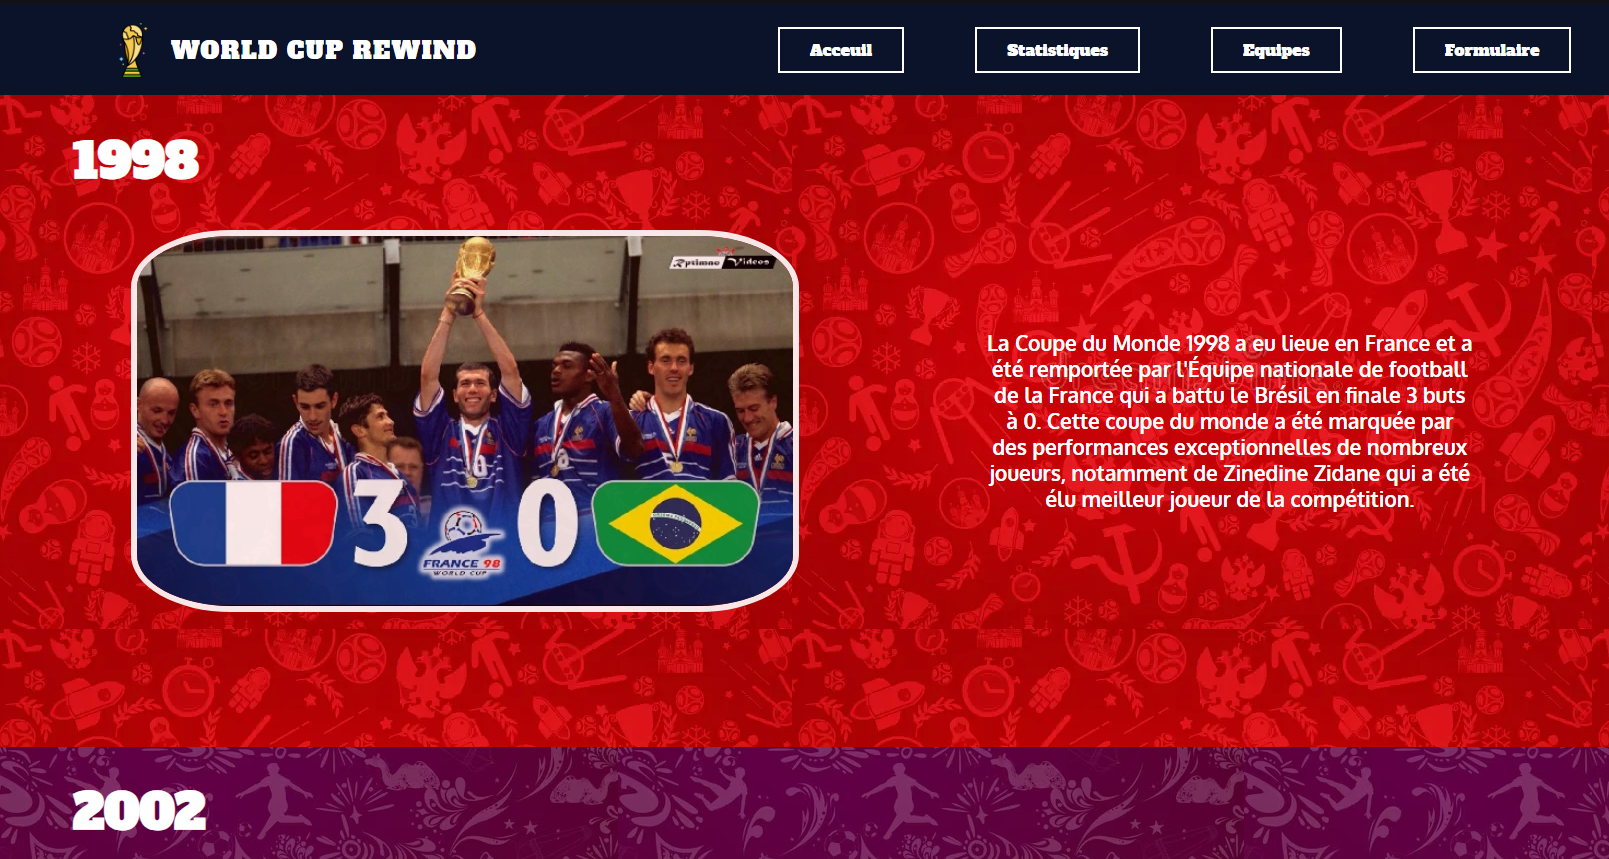 WORLD CUP REWIND
Acceuil
Statistiques
Equipes
Formulaire
1998
Rptimao Videos
3 0
FRANCE 98
WORLD CUP
La Coupe du Monde 1998 a eu lieue en France et a
été remportée par l'Équipe nationale de football
de la France qui a battu le Brésil en finale 3 buts
à 0. Cette coupe du monde a été marquée par
des performances exceptionnelles de nombreux
joueurs, notamment de Zinedine Zidane qui a été
élu meilleur joueur de la compétition.
2002